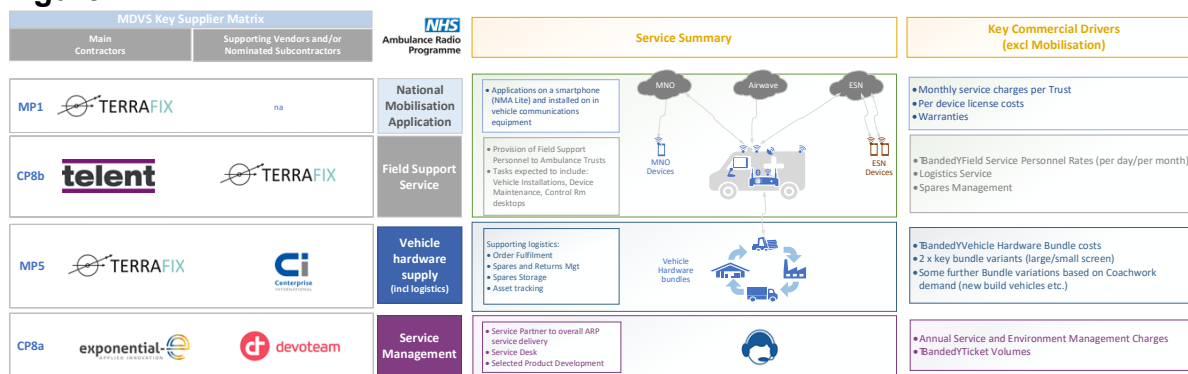 MDVS Key Supplier Matrix
Main
Contractors
Supporting Vendors and/or
Nominated Subcontractors
NHS
Ambulance Radio
Programme
Service Summary
Key Commercial Drivers
(excl Mobilisation)
MP1
TERRAFIX
na
National
Mobilisation
Application
• Applications on a smartphone
(NMA Lite) and installed on in
vehicle communications
equipment
MNO
Airwave
ESN
• Monthly service charges per Trust
• Per device license costs
• Warranties
CP8b
telent
TERRAFIX
Field Support
Service
• Provision of Field Support
Personnel to Ambulance Trusts
• Tasks expected to include:
Vehicle Installations, Device
Maintenance, Control Rm
desktops
MNO
Devices
ESN
Devices
• ƁBandedÝField Service Personnel Rates (per day/per month)
• Logistics Service
• Spares Management
MP5
TERRAFIX
Ci
Centerprise
INTERNATIONAL
Vehicle
hardware
supply
(incl logistics)
Supporting logistics:
• Order Fulfilment
• Spares and Returns Mgt
• Spares Storage
• Asset tracking
Vehicle
Hardware
bundles
• ƁBandedÝVehicle Hardware Bundle costs
• 2 x key bundle variants (large/small screen)
• Some further Bundle variations based on Coachwork
demand (new build vehicles etc.)
CP8a
exponential-e
APPLIED INNOVATION
devoteam
Service
Management
• Service Partner to overall ARP
service delivery
• Service Desk
• Selected Product Development
• Annual Service and Environment Management Charges
• ƁBandedÝTicket Volumes